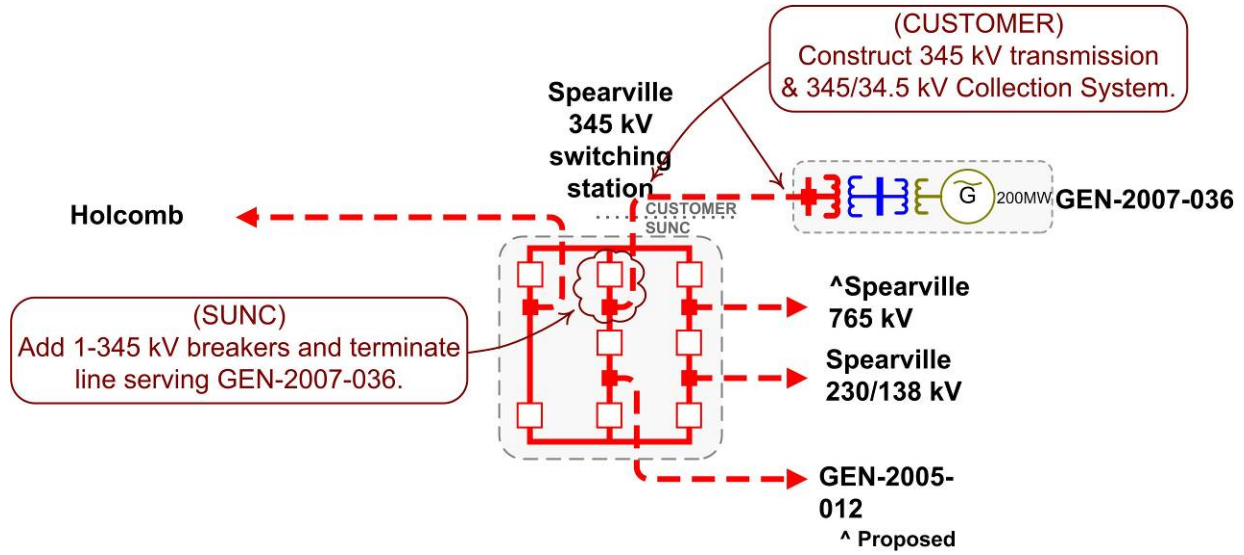 (CUSTOMER)
Construct 345 kV transmission
& 345/34.5 kV Collection System.
Spearville
345 kV
switching
station
CUSTOMER
SUNC
G
200MW
GEN-2007-036
Holcomb
(SUNC)
Add 1-345 kV breakers and terminate
line serving GEN-2007-036.
^Spearville
765 kV
Spearville
230/138 kV
GEN-2005-
012
^ Proposed